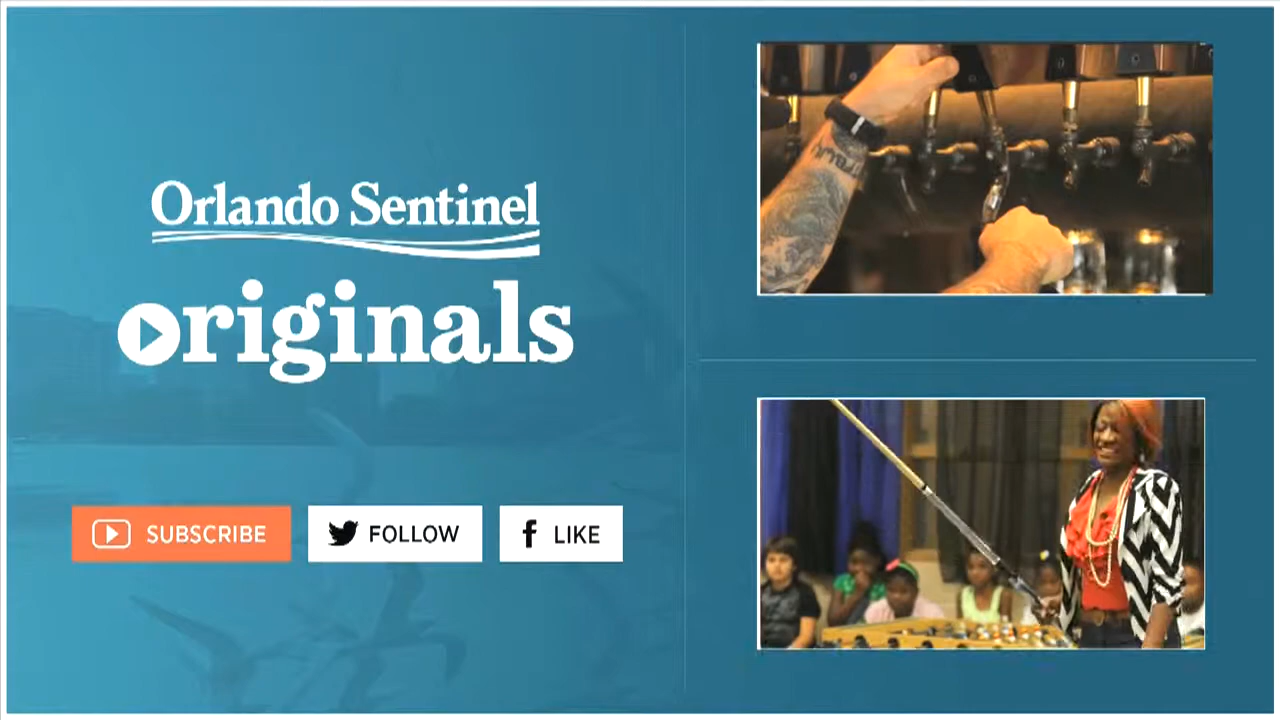 Orlando Sentinel
originals
SUBSCRIBE
FOLLOW
LIKE